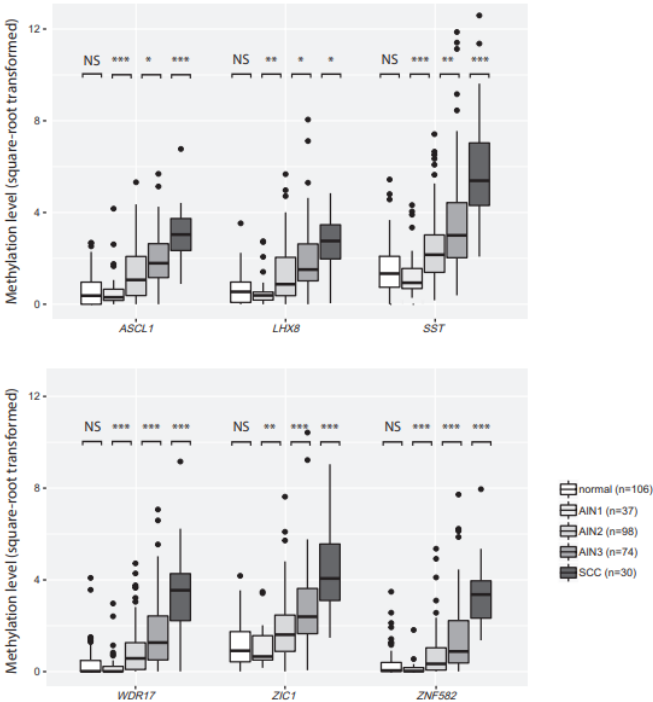 Methylation level (square-root transformed)
12
8
4
0
NS *** * ***
NS ** * *
NS *** ** ***
ASCL1
LHX8
SST
Methylation level (square-root transformed)
12
8
4
0
NS *** *** ***
NS ** *** ***
NS *** *** ***
WDR17
ZIC1
ZNF582
normal (n=106)
AIN1 (n=37)
AIN2 (n=98)
AIN3 (n=74)
SCC (n=30)